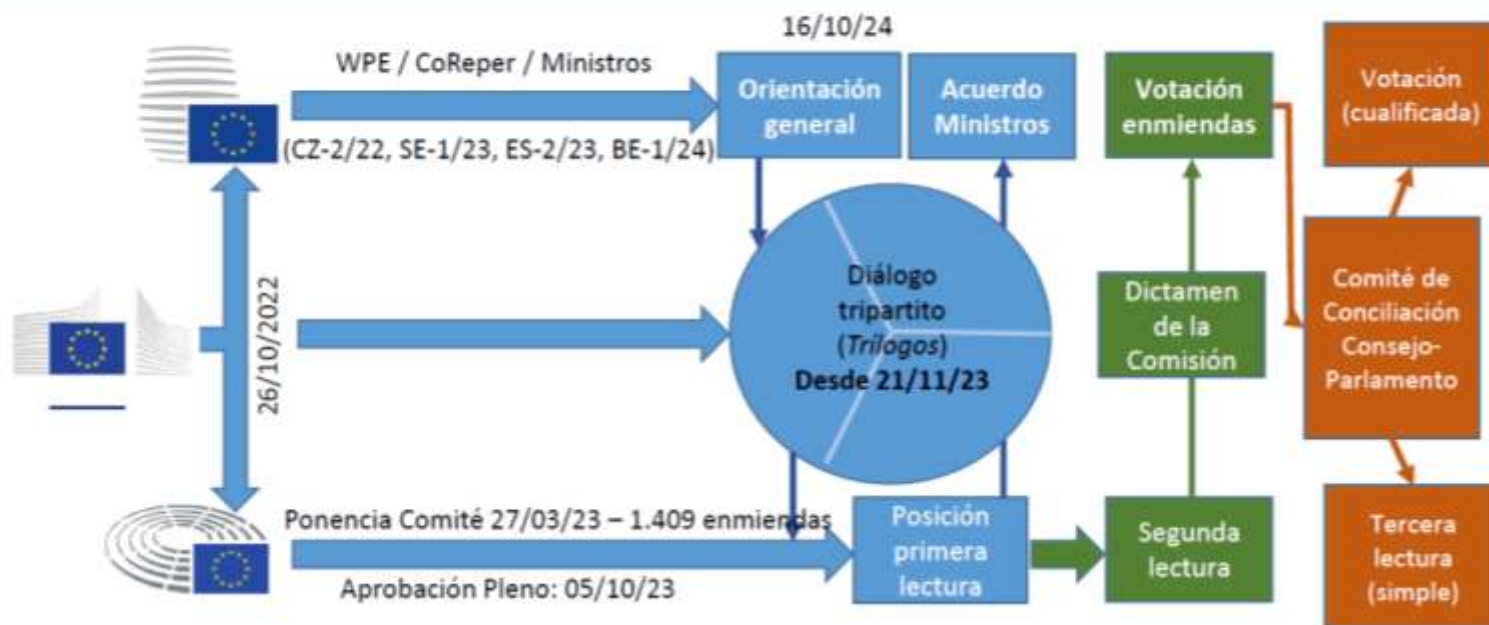 16/10/24
WPE / CoReper / Ministros
(CZ-2/22, SE-1/23, ES-2/23, BE-1/24)
Orientación
general
Acuerdo
Ministros
Votación
enmiendas
Votación
(cualificada)
26/10/2022
Diálogo
tripartito
(Trílogos)
Desde 21/11/23
Dictamen
de la
Comisión
Comité de
Conciliación
Consejo-
Parlamento
Ponencia Comité 27/03/23 – 1.409 enmiendas
Aprobación Pleno: 05/10/23
Posición
primera
lectura
Segunda
lectura
Tercera
lectura
(simple)